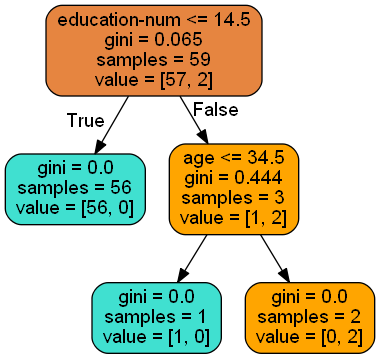 education-num <= 14.5
gini = 0.065
samples = 59
value = [57, 2]
True
False
gini = 0.0
samples = 56
value = [56, 0]
age <= 34.5
gini = 0.444
samples = 3
value = [1, 2]
gini = 0.0
samples = 1
value = [1, 0]
gini = 0.0
samples = 2
value = [0, 2]